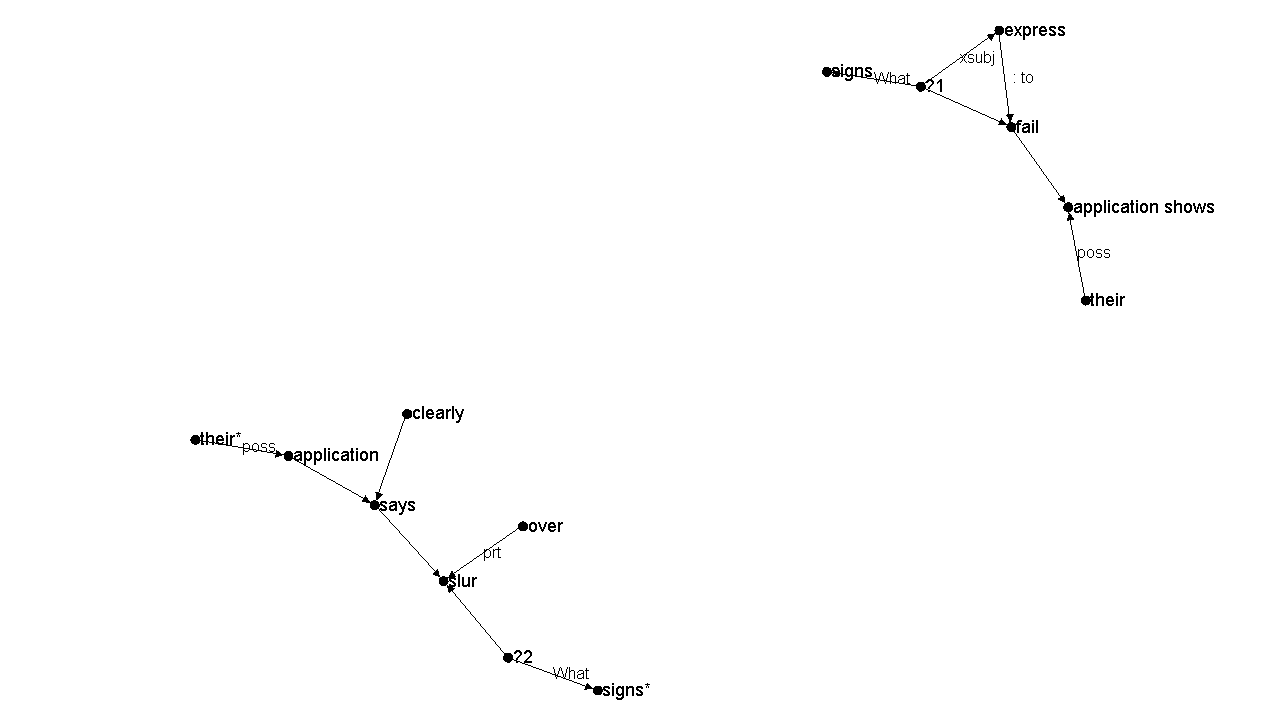 express
xsubj
signs
What
?1
: to
fail
application shows
poss
their
clearly
their*
poss
application
says
over
prt
slur
?2
What
signs*